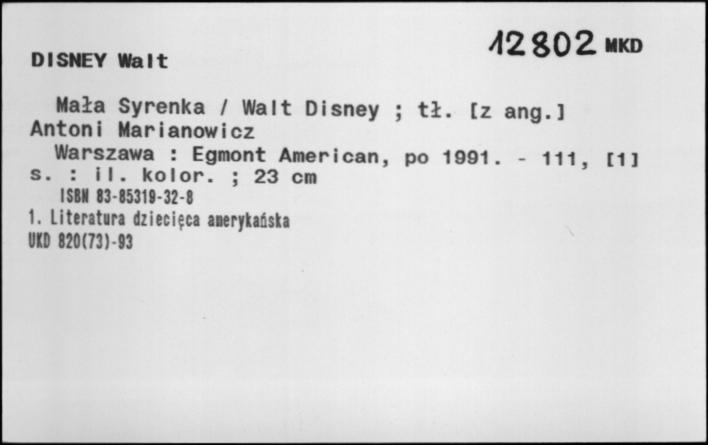 12802 MKD
DISNEY Walt
Mała Syrenka / Walt Disney ; tł. [z ang.]
Antoni Marianowicz
Warszawa : Egmont American, po 1991. - 111, [1]
s. : il. kolor. ; 23 cm
ISBN 83-85319-32-8
1. Literatura dziecięca amerykańska
UKD 820(73)-93